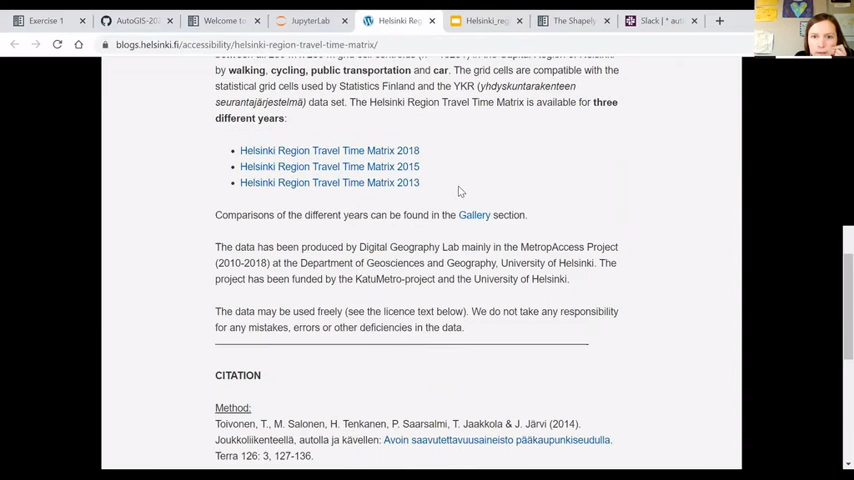 Exercise 1
AutoGIS-202
Welcome to
JupyterLab
Helsinki Reg
Helsinki_reg
The Shapely
Slack | * aut
blogs.helsinki.fi/accessibility/helsinki-region-travel-time-matrix/
by walking, cycling, public transportation and car. The grid cells are compatible with the
statistical grid cells used by Statistics Finland and the YKR (yhdyskuntarakenteen
seurantajärjestelmä) data set. The Helsinki Region Travel Time Matrix is available for three
different years:
• Helsinki Region Travel Time Matrix 2018
• Helsinki Region Travel Time Matrix 2015
• Helsinki Region Travel Time Matrix 2013
Comparisons of the different years can be found in the Gallery section.
The data has been produced by Digital Geography Lab mainly in the MetropAccess Project
(2010-2018) at the Department of Geosciences and Geography, University of Helsinki. The
project has been funded by the KatuMetro-project and the University of Helsinki.
The data may be used freely (see the licence text below). We do not take any responsibility
for any mistakes, errors or other deficiencies in the data.
CITATION
Method:
Toivonen, T., M. Salonen, H. Tenkanen, P. Saarsalmi, T. Jaakkola & J. Järvi (2014).
Joukkoliikenteellä, autolla ja kävellen: Avoin saavutettavuusaineisto pääkaupunkiseudulla.
Terra 126: 3, 127-136.